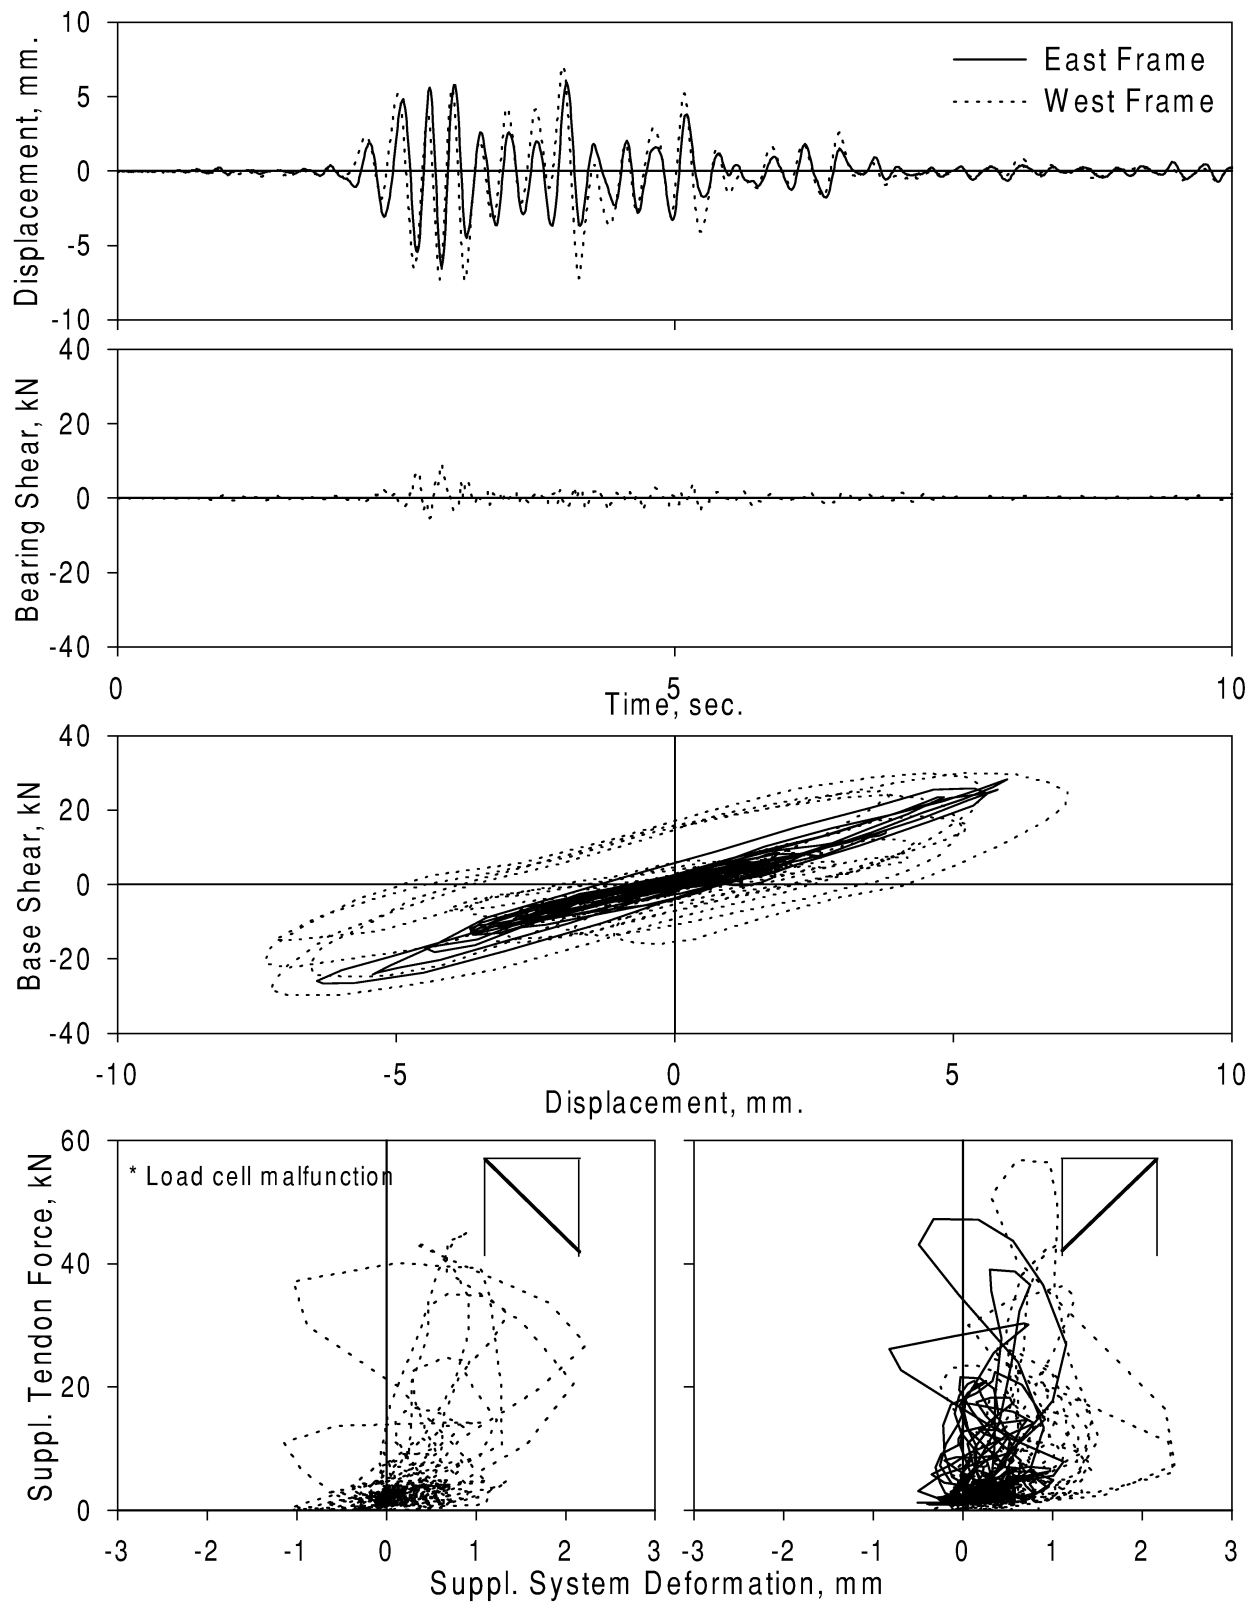 Displacement, mm.
10
5
0
-5
-10
East Frame
West Frame
Bearing Shear, kN
40
20
0
-20
-40
0 5 10
Time, sec.
Base Shear, kN
40
20
0
-20
-40
-10 -5 0 5 10
Displacement, mm.
Suppl. Tendon Force, kN
60
40
20
0
* Load cell malfunction
-3 -2 -1 0 1 2 3 -3 -2 -1 0 1 2 3
Suppl. System Deformation, mm